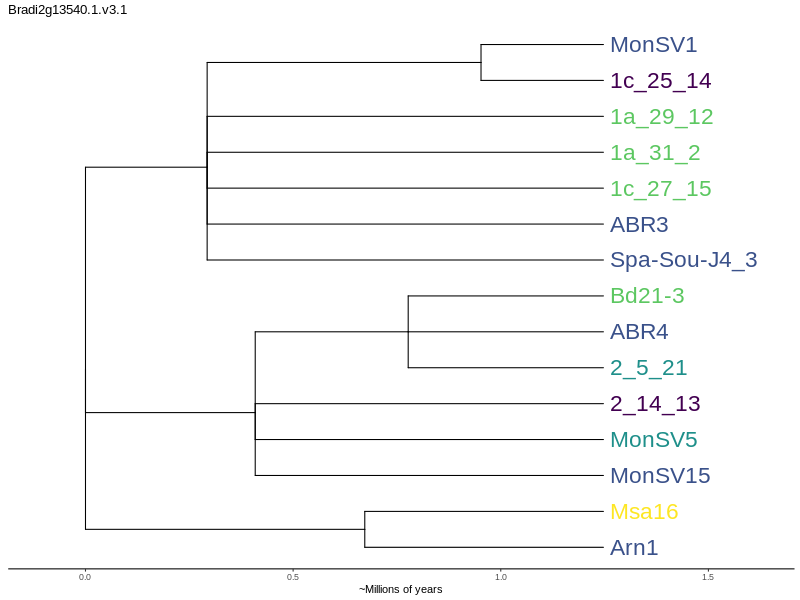 Bradi2g13540.1.v3.1
MonSV1
1c_25_14
1a_29_12
1a_31_2
1c_27_15
ABR3
Spa-Sou-J4_3
Bd21-3
ABR4
2_5_21
2_14_13
MonSV5
MonSV15
Msa16
Arn1
0.0 0.5 1.0 1.5
~Millions of years